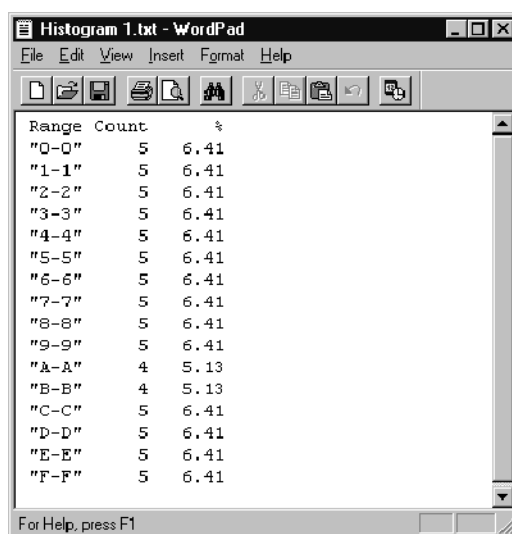 Histogram 1.txt - WordPad
File Edit View Insert Format Help
Range Count %
"0-0" 5 6.41
"1-1" 5 6.41
"2-2" 5 6.41
"3-3" 5 6.41
"4-4" 5 6.41
"5-5" 5 6.41
"6-6" 5 6.41
"7-7" 5 6.41
"8-8" 5 6.41
"9-9" 5 6.41
"A-A" 4 5.13
"B-B" 4 5.13
"C-C" 5 6.41
"D-D" 5 6.41
"E-E" 5 6.41
"F-F" 5 6.41
For Help, press F1